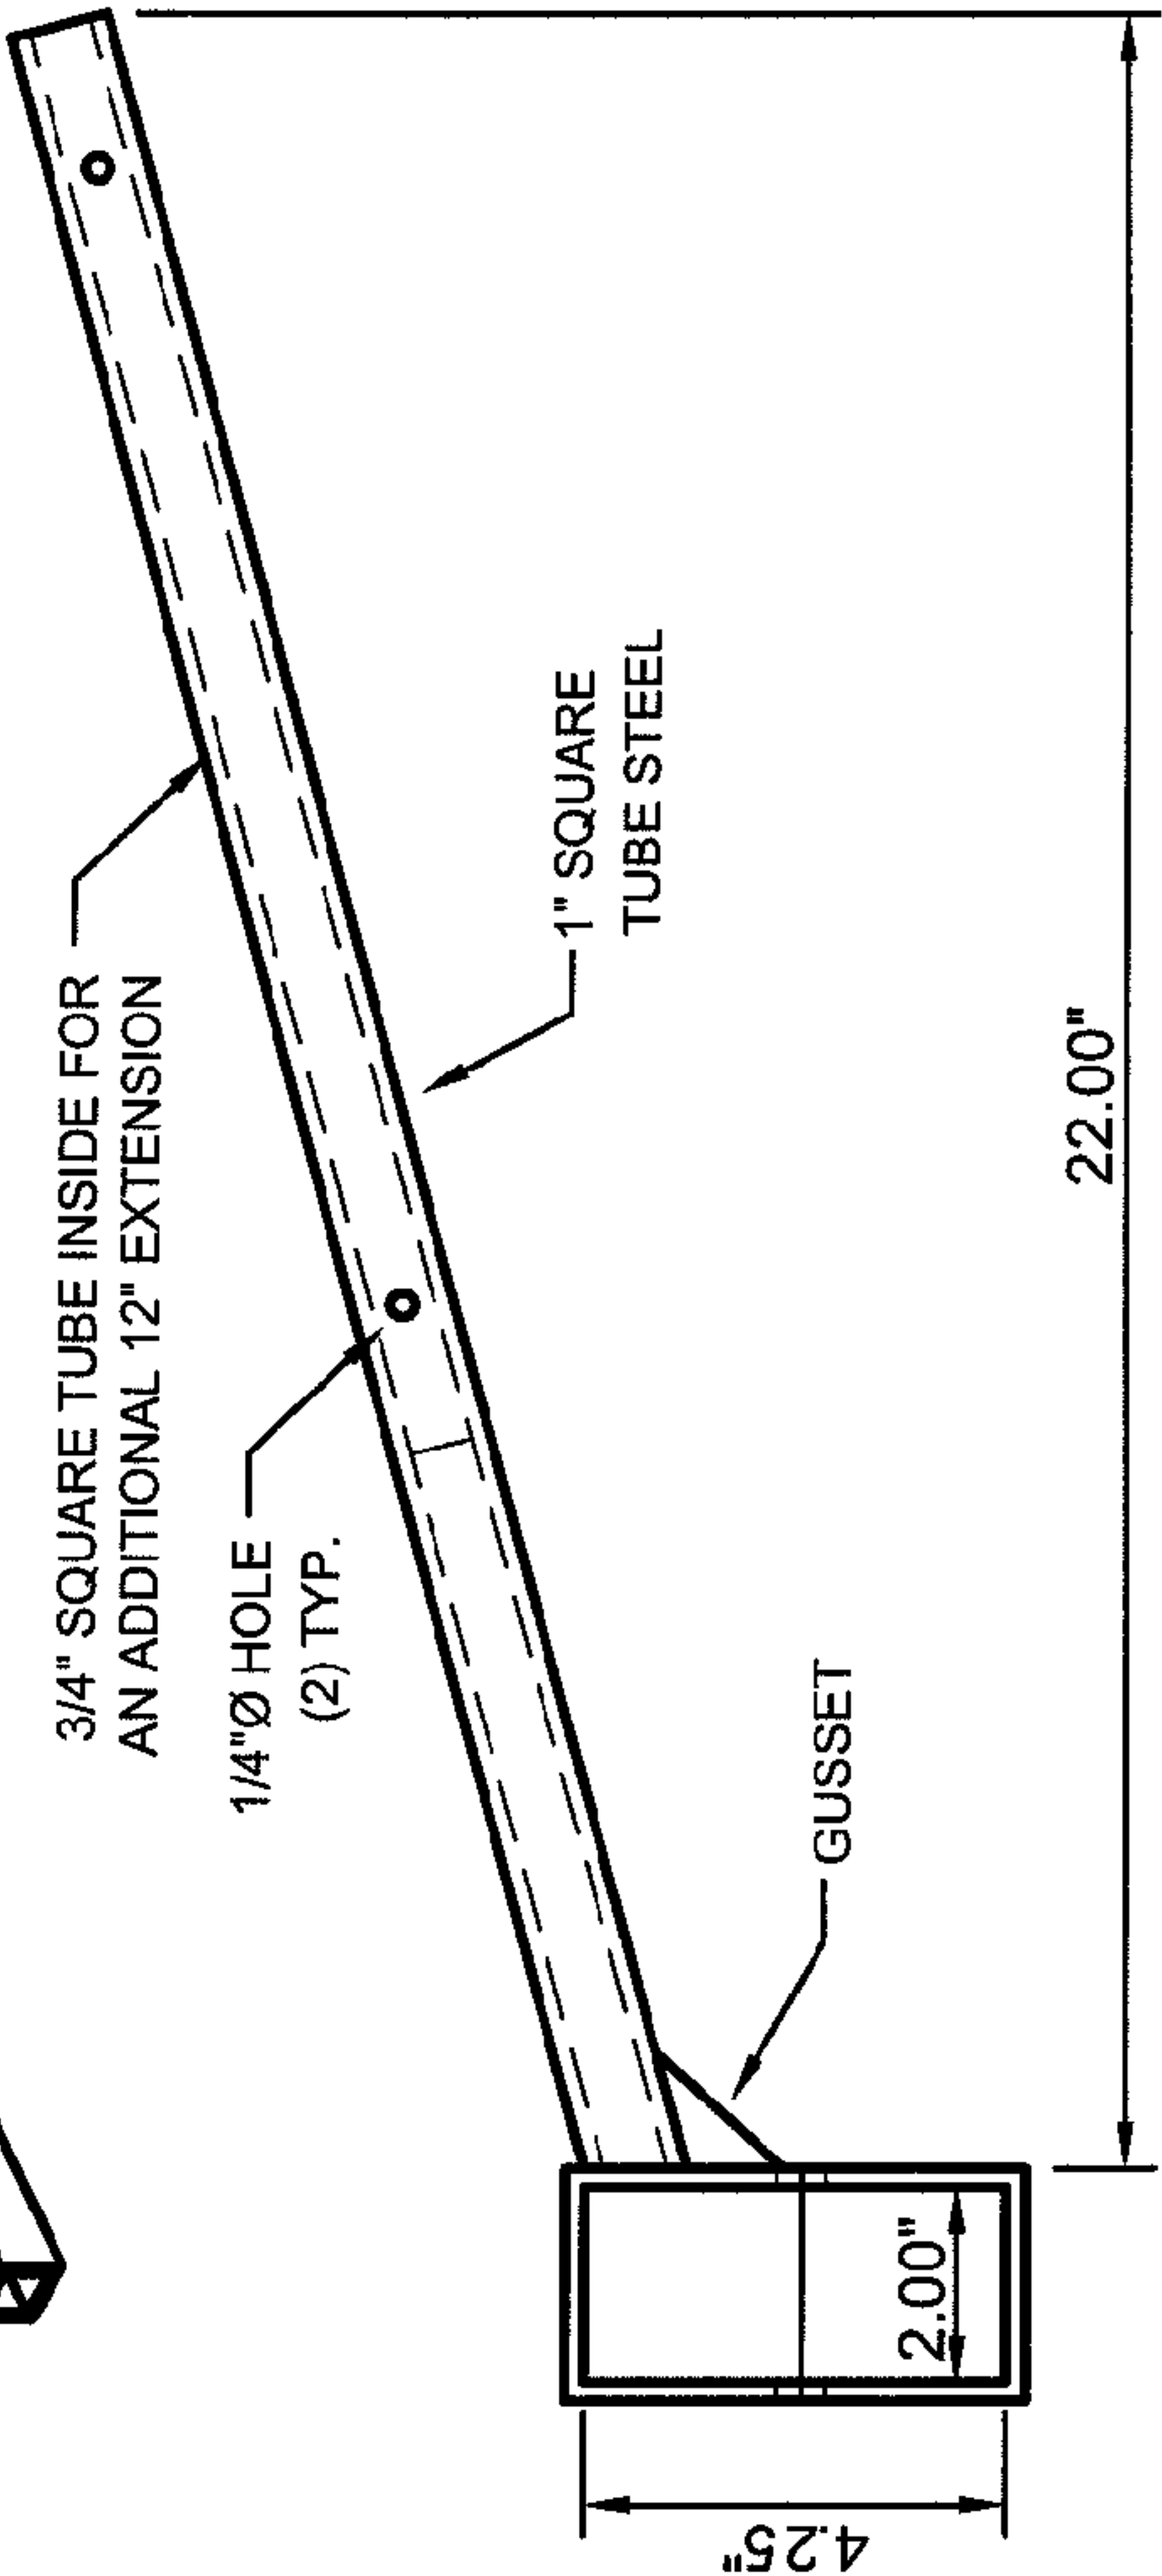 3/4" SQUARE TUBE INSIDE FOR
AN ADDITIONAL 12" EXTENSION
1/4"Ø HOLE
(2) TYP.
1" SQUARE
TUBE STEEL
GUSSET
22.00"
2.00"
4.25"